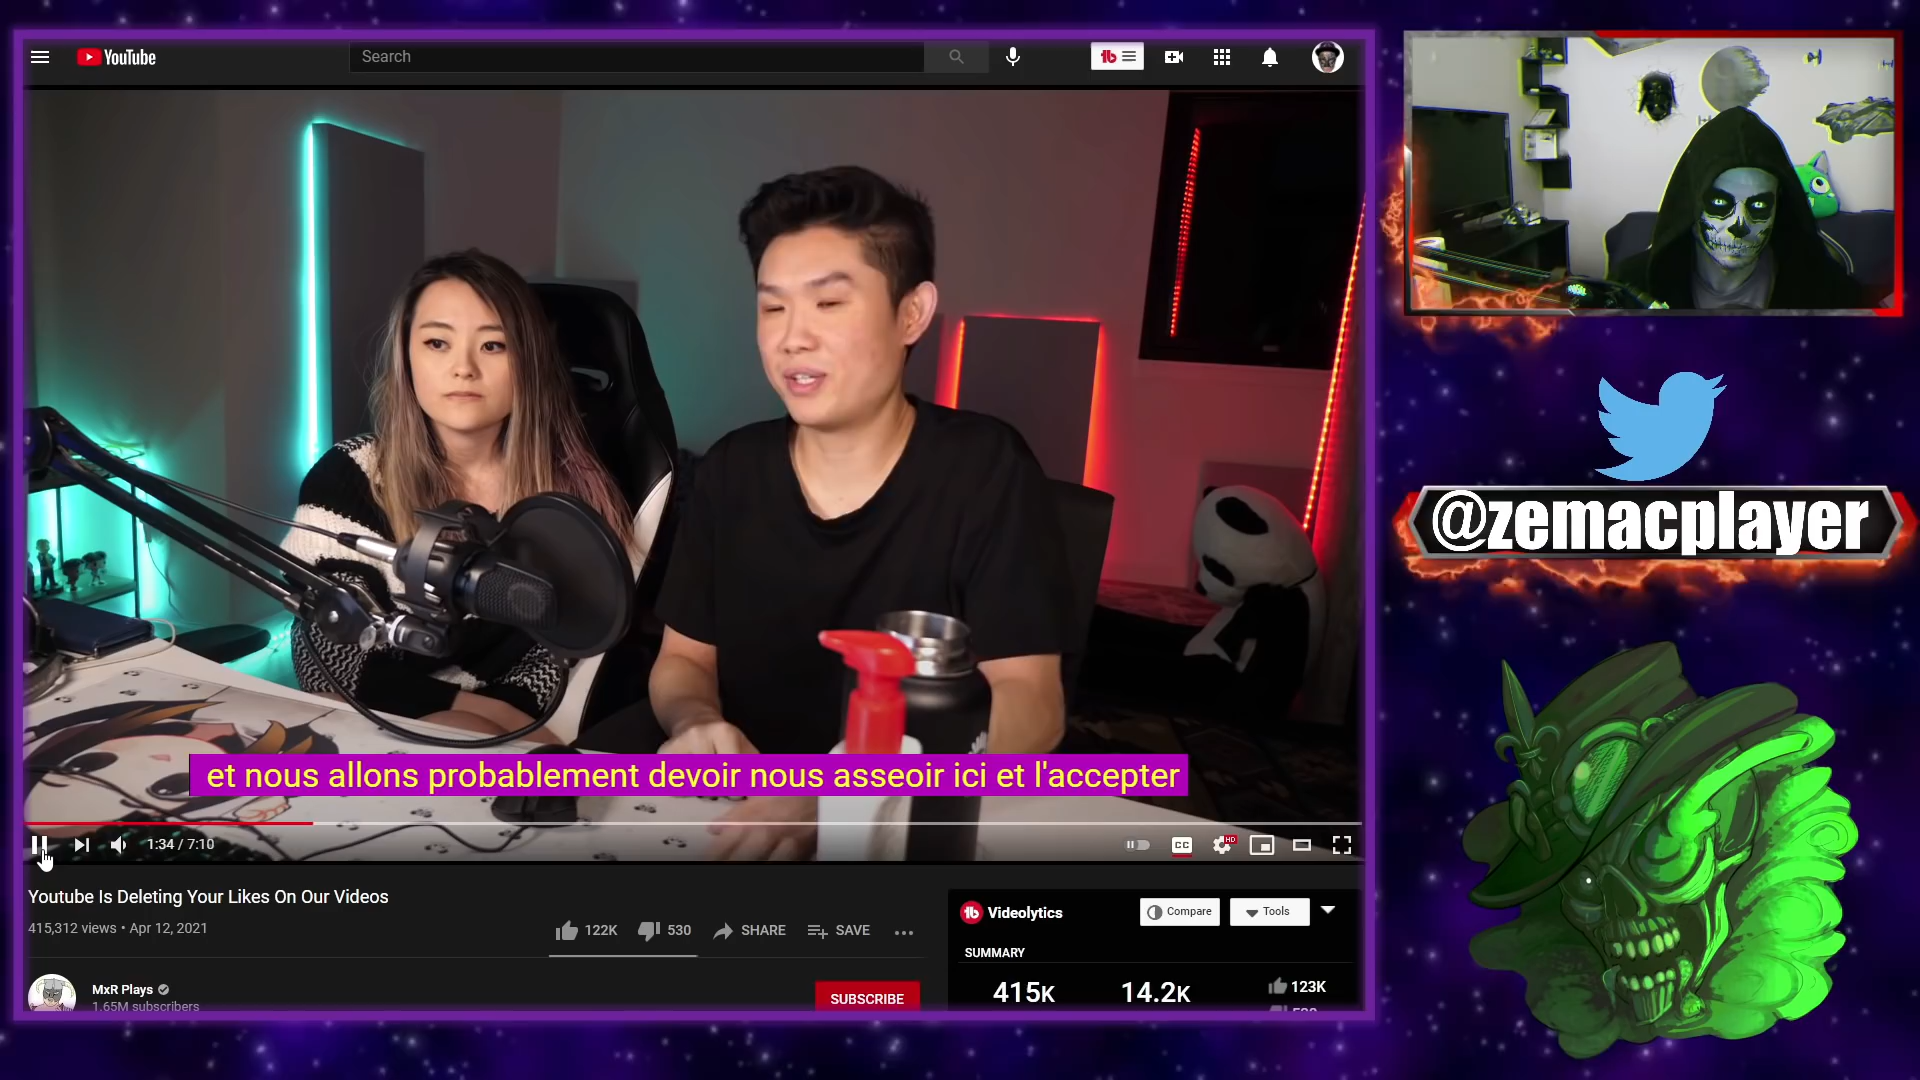 YouTube
Search
et nous allons probablement devoir nous asseoir ici et l'accepter
1:34 / 7:10
CC
HD
Youtube Is Deleting Your Likes On Our Videos
415,312 views • Apr 12, 2021
122K
530
SHARE
SAVE
MxR Plays
1.65M subscribers
SUBSCRIBE
Videolytics
Compare
Tools
SUMMARY
415K
14.2K
123K
@zemacplayer